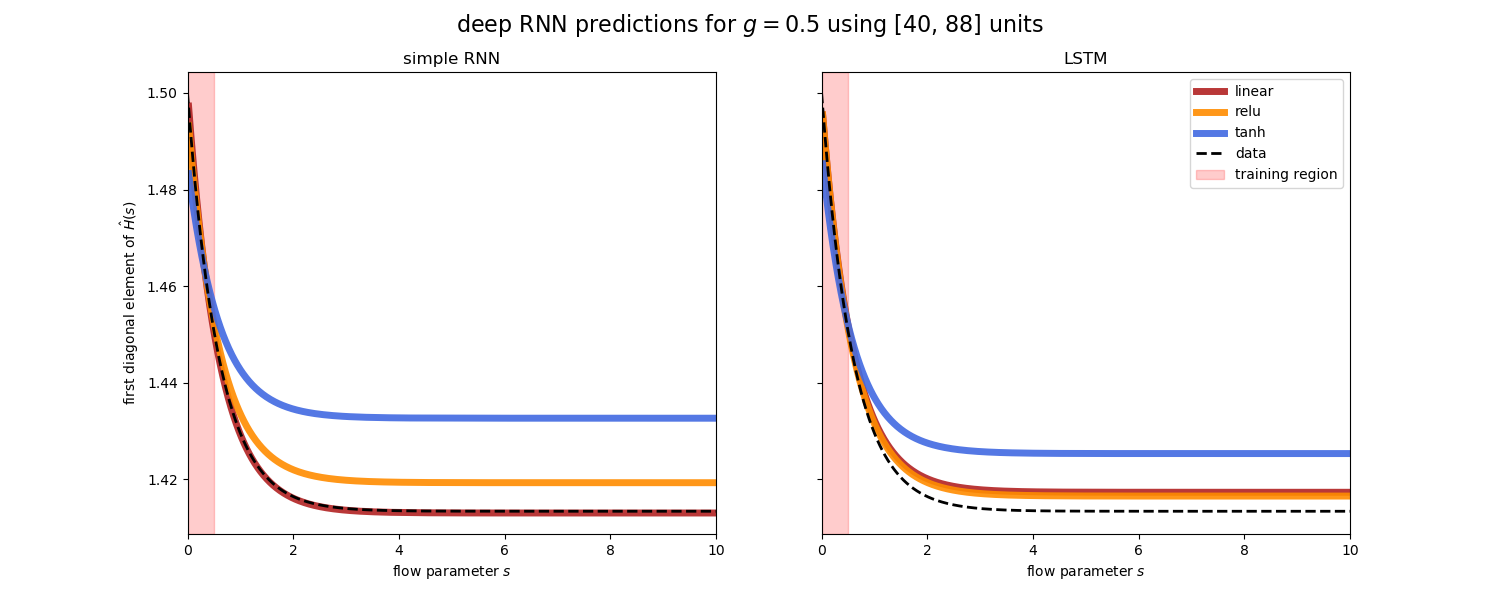 deep RNN predictions for g = 0.5 using [40, 88] units
simple RNN
LSTM
1.50
1.48
1.46
1.44
1.42
first diagonal element of Ĥ(s)
0 2 4 6 8 10
flow parameter s
linear
relu
tanh
data
training region
0 2 4 6 8 10
flow parameter s